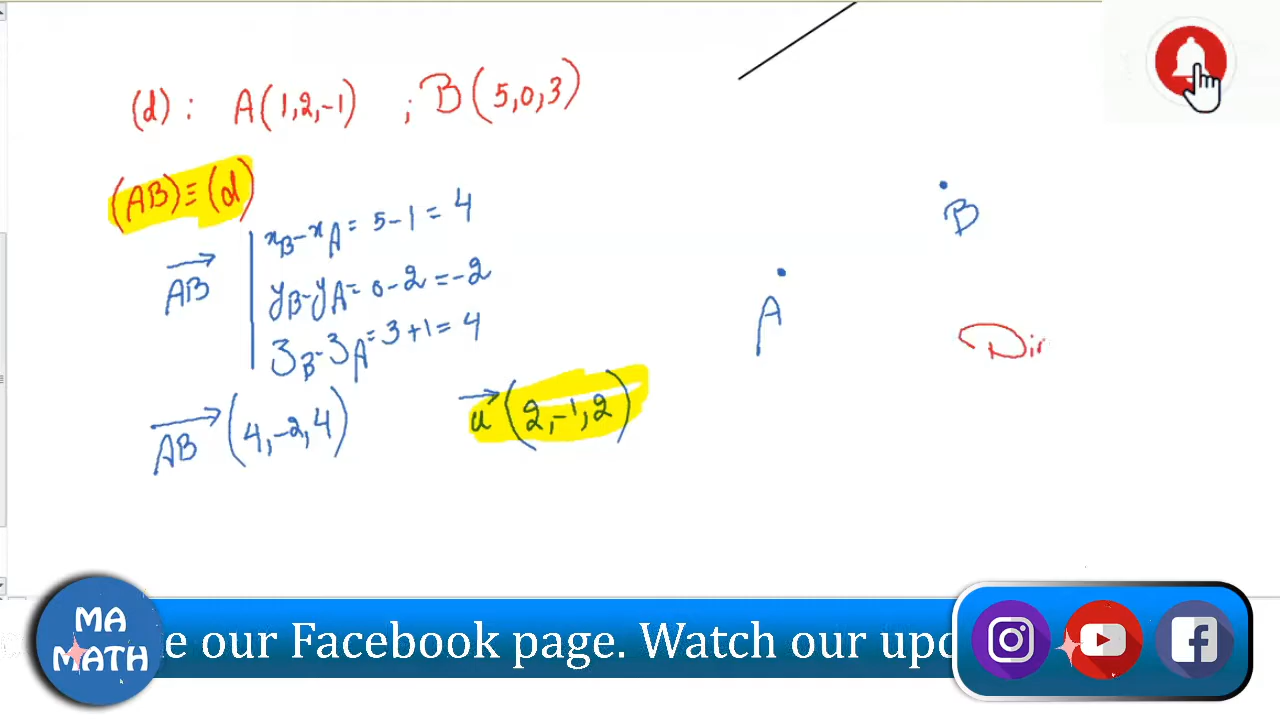 (d) : A(1,2,-1) ; B(5,0,3)
(AB) ≡ (d)
B
x_B - x_A = 5 - 1 = 4
AB→ y_B - y_A = 0 - 2 = -2
A
z_B - z_A = 3 + 1 = 4
Dir
AB→ (4,-2,4) u→ (2,-1,2)
MA MATH
e our Facebook page. Watch our upd